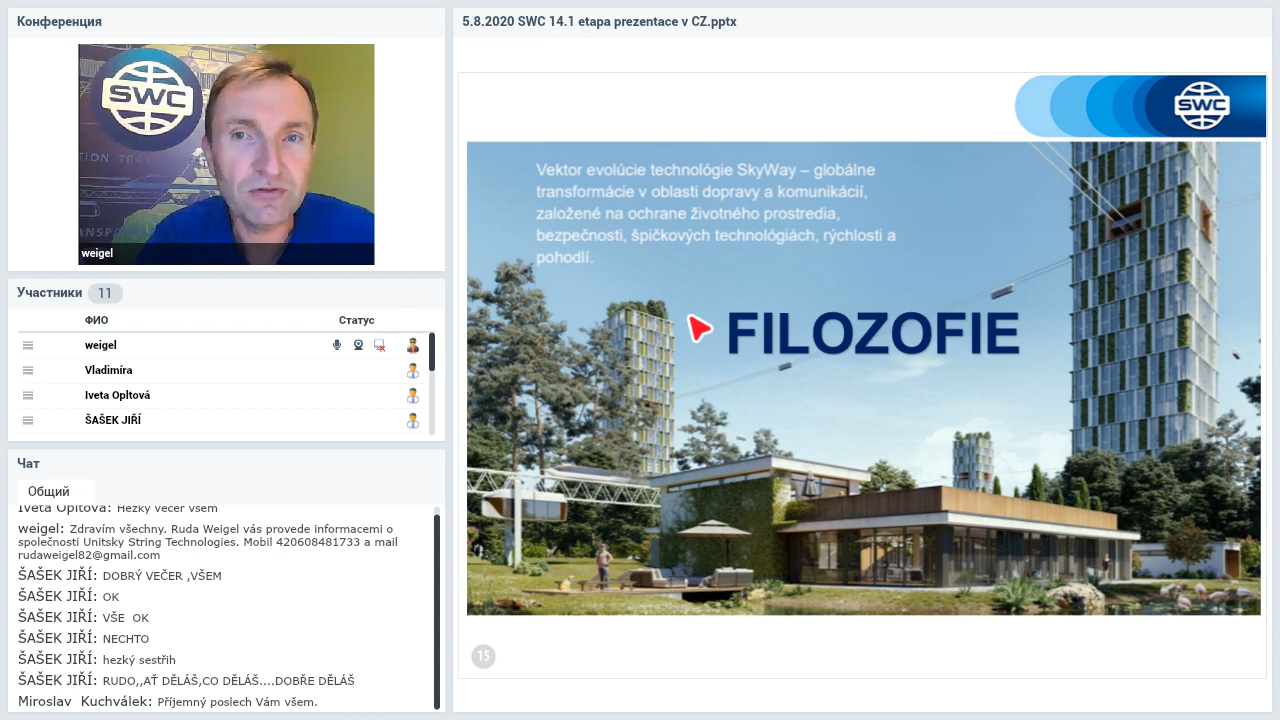 Конференция
SWC
TION TRA
ANSPO
weigel
Участники 11
ФИО Статус
weigel
Vladimíra
Iveta Opltová
ŠAŠEK JIŘÍ
Чат
Общий
Iveta Opltová: Hezký večer všem
weigel: Zdravím všechny. Ruda Weigel vás provede informacemi o
společnosti Unitsky String Technologies. Mobil 420608481733 a mail
rudaweigel82@gmail.com
ŠAŠEK JIŘÍ: DOBRÝ VEČER ,VŠEM
ŠAŠEK JIŘÍ: OK
ŠAŠEK JIŘÍ: VŠE  OK
ŠAŠEK JIŘÍ: NECHTO
ŠAŠEK JIŘÍ: hezký sestřih
ŠAŠEK JIŘÍ: RUDO,,AŤ DĚLÁŠ,CO DĚLÁŠ....DOBŘE DĚLÁŠ
Miroslav  Kuchválek: Příjemný poslech Vám všem.
5.8.2020 SWC 14.1 etapa prezentace v CZ.pptx
SWC
Vektor evolúcie technológie SkyWay – globálne
transformácie v oblasti dopravy a komunikácií,
založené na ochrane životného prostredia,
bezpečnosti, špičkových technológiách, rýchlosti a
pohodlí.
FILOZOFIE
15